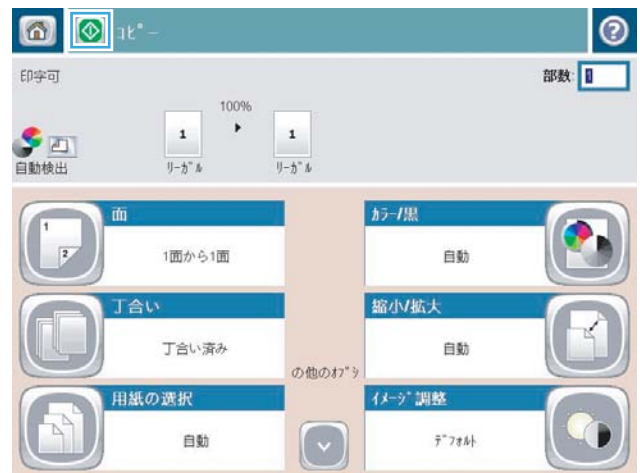 コピー
?
印字可
部数: 1
100%
1 1
自動検出 リーガル リーガル
面 カラー/黒
1
2
1面から1面 自動
丁合い 縮小/拡大
丁合い済み 自動
の他のオプシ
用紙の選択 イメージ調整
自動 デフォルト